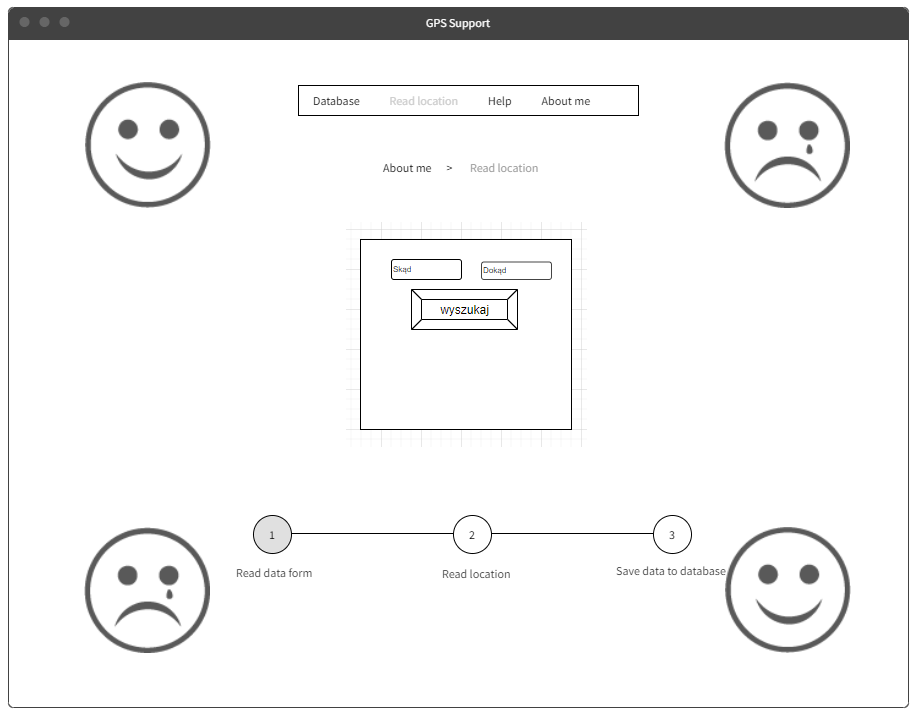 GPS Support
Database Read location Help About me
About me > Read location
Skąd Dokąd
wyszukaj
1 2 3
Read data form Read location Save data to database